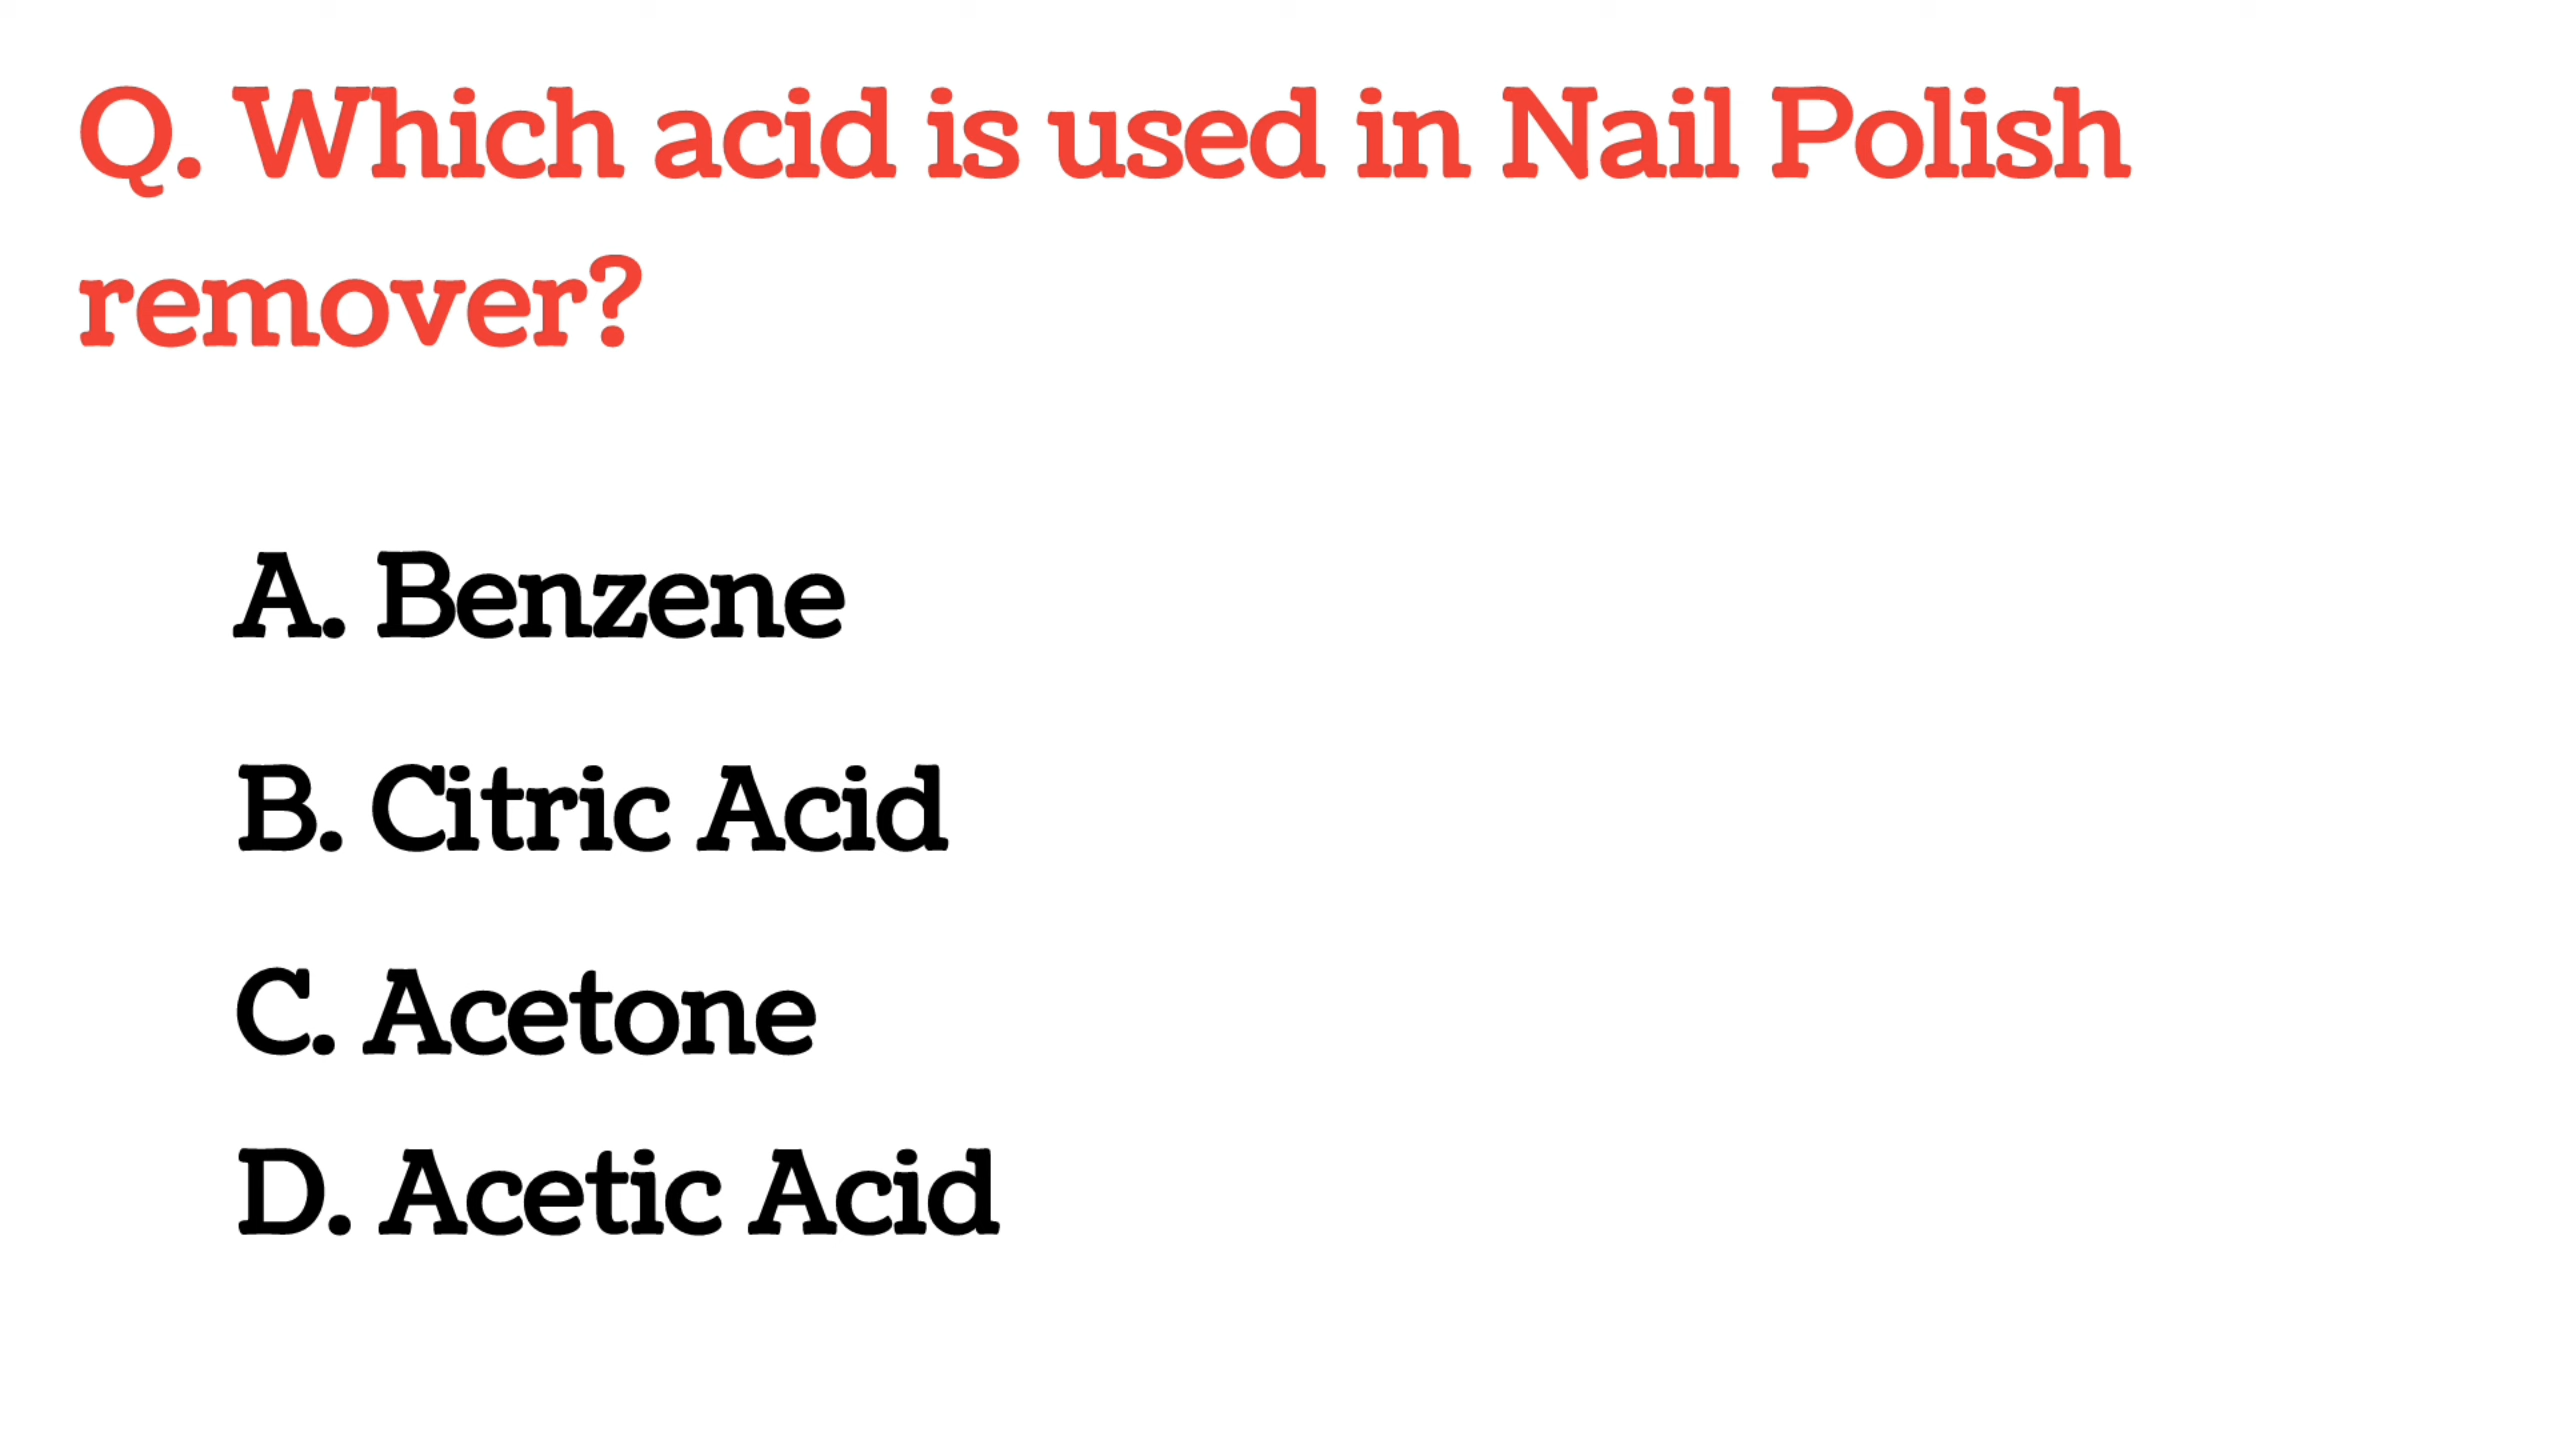 Q. Which acid is used in Nail Polish
remover?
A. Benzene
B. Citric Acid
C. Acetone
D. Acetic Acid